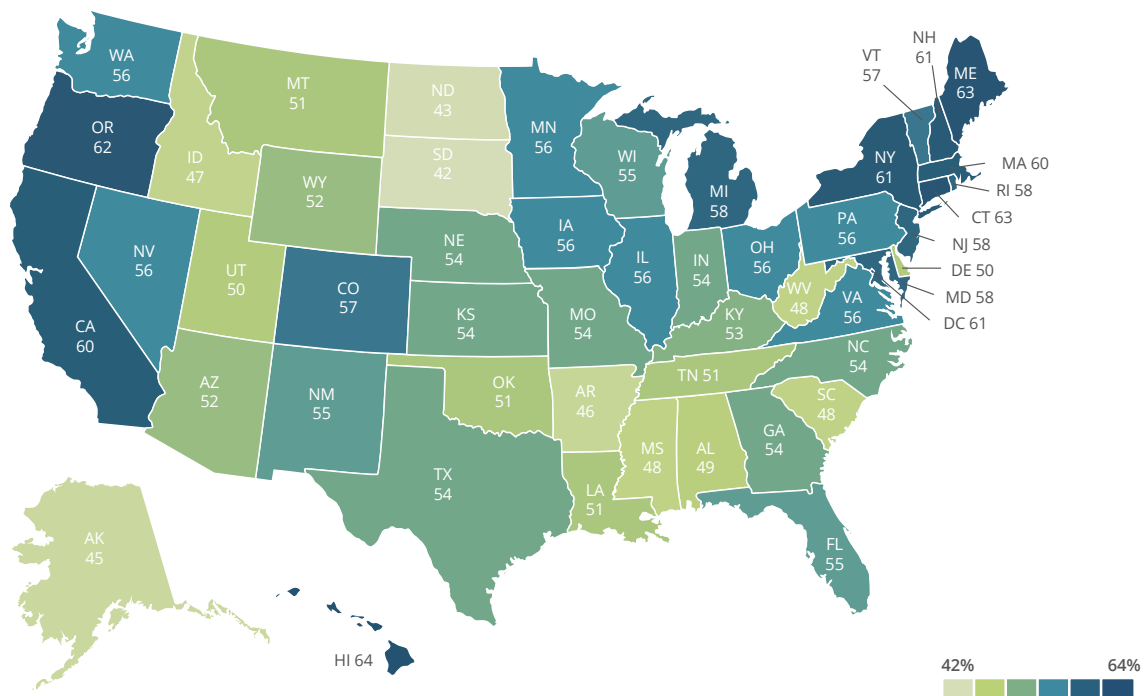 WA
56
OR
62
CA
60
NV
56
ID
47
MT
51
WY
52
UT
50
CO
57
AZ
52
NM
55
ND
43
SD
42
NE
54
KS
54
OK
51
TX
54
MN
56
IA
56
MO
54
AR
46
LA
51
WI
55
IL
56
MI
58
IN
54
OH
56
KY
53
TN 51
MS
48
AL
49
GA
54
FL
55
SC
48
NC
54
VA
56
WV
48
PA
56
NY
61
VT
57
NH
61
ME
63
MA 60
RI 58
CT 63
NJ 58
DE 50
MD 58
DC 61
AK
45
HI 64
42% 64%